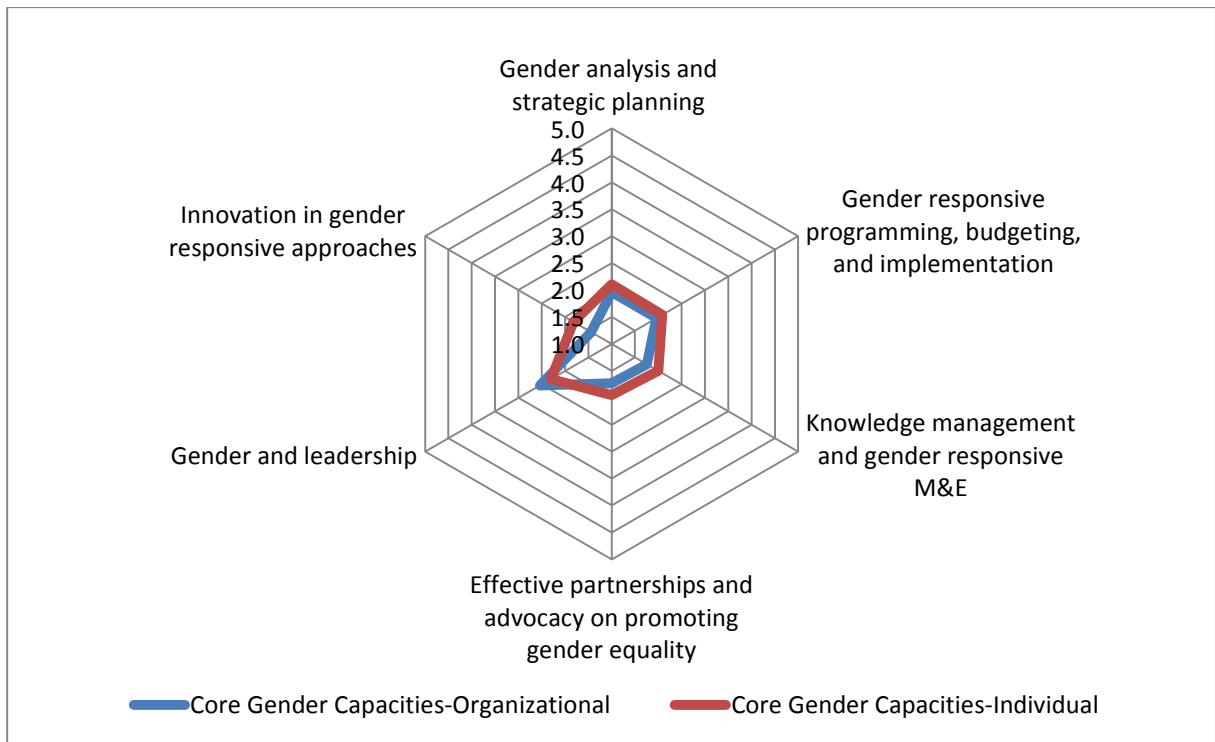 Gender analysis and
strategic planning
5.0
4.5
4.0
3.5
3.0
2.5
2.0
1.5
1.0
Gender responsive
programming, budgeting,
and implementation
Knowledge management
and gender responsive
M&E
Effective partnerships and
advocacy on promoting
gender equality
Gender and leadership
Innovation in gender
responsive approaches
Core Gender Capacities-Organizational
Core Gender Capacities-Individual